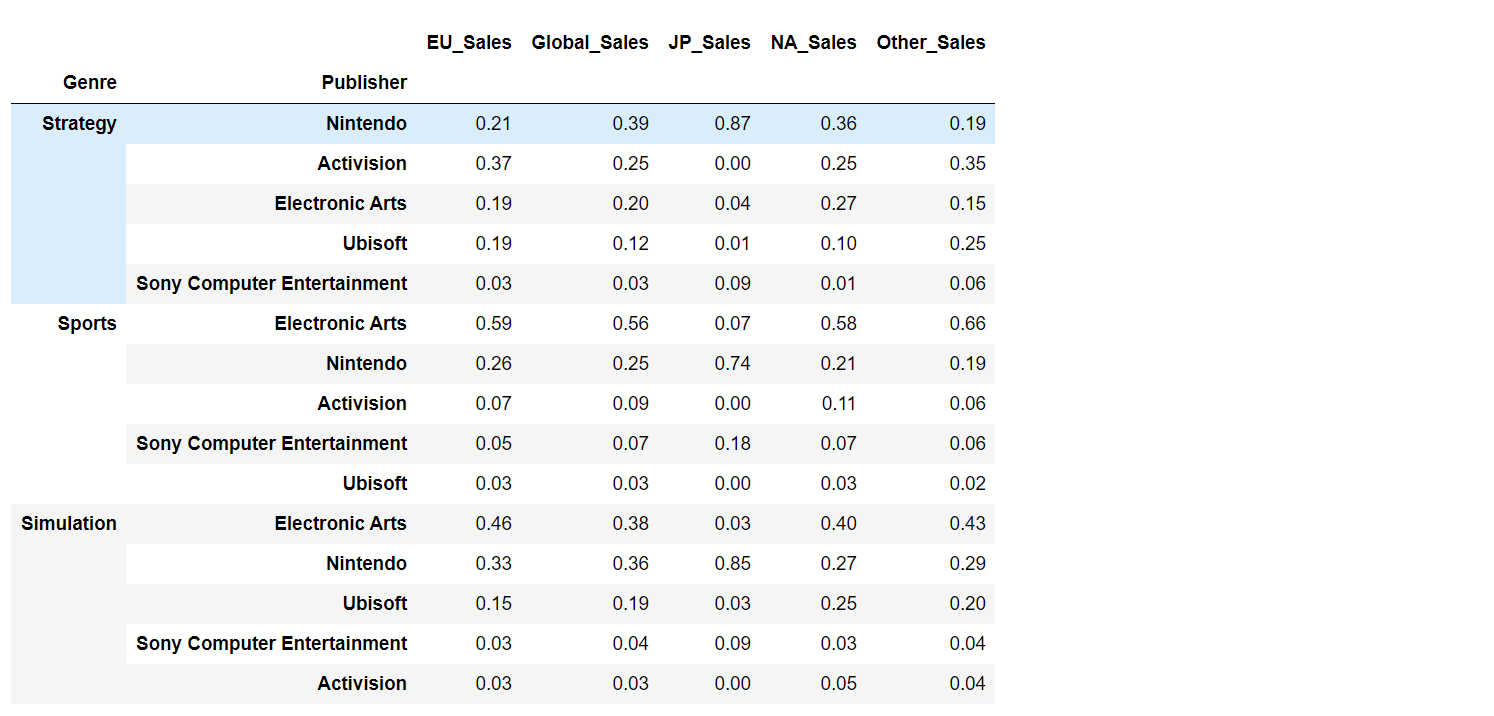 EU_Sales Global_Sales JP_Sales NA_Sales Other_Sales
Genre Publisher
Strategy Nintendo 0.21 0.39 0.87 0.36 0.19
Activision 0.37 0.25 0.00 0.25 0.35
Electronic Arts 0.19 0.20 0.04 0.27 0.15
Ubisoft 0.19 0.12 0.01 0.10 0.25
Sony Computer Entertainment 0.03 0.03 0.09 0.01 0.06
Sports Electronic Arts 0.59 0.56 0.07 0.58 0.66
Nintendo 0.26 0.25 0.74 0.21 0.19
Activision 0.07 0.09 0.00 0.11 0.06
Sony Computer Entertainment 0.05 0.07 0.18 0.07 0.06
Ubisoft 0.03 0.03 0.00 0.03 0.02
Simulation Electronic Arts 0.46 0.38 0.03 0.40 0.43
Nintendo 0.33 0.36 0.85 0.27 0.29
Ubisoft 0.15 0.19 0.03 0.25 0.20
Sony Computer Entertainment 0.03 0.04 0.09 0.03 0.04
Activision 0.03 0.03 0.00 0.05 0.04